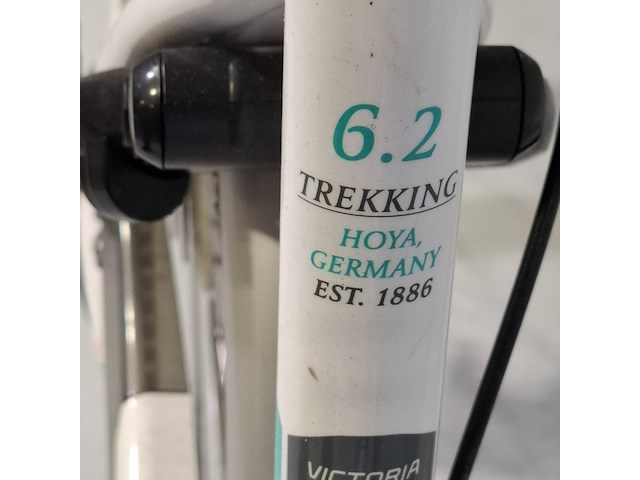 6.2
TREKKING
HOYA,
GERMANY
EST. 1886
VICTORIA